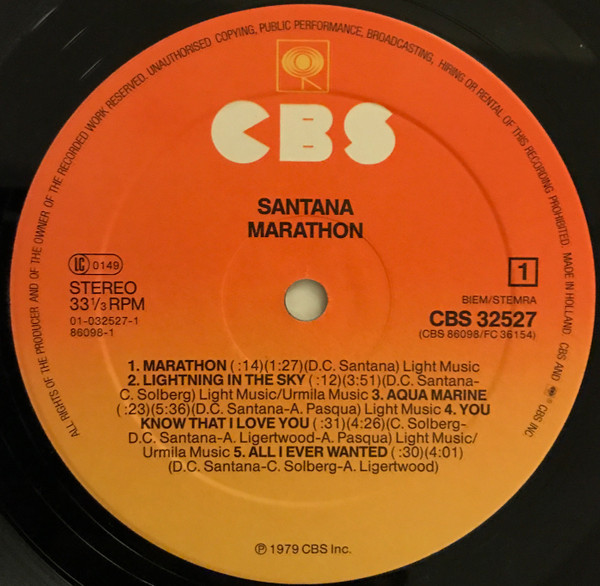 ALL RIGHTS OF THE PRODUCER AND OF THE OWNER OF THE RECORDED WORK RESERVED. UNAUTHORISED COPYING, PUBLIC PERFORMANCE, BROADCASTING, HIRING OR RENTAL OF THIS RECORDING PROHIBITED. MADE IN HOLLAND. CBS AND ® CBS INC.
CBS
SANTANA
MARATHON
LC 0149
STEREO
33 1/3 RPM
01-032527-1
86098-1
1
BIEM/STEMRA
CBS 32527
(CBS 86098/FC 36154)
1. MARATHON ( :14)(1:27)(D.C. Santana) Light Music
2. LIGHTNING IN THE SKY ( :12)(3:51)(D.C. Santana-
C. Solberg) Light Music/Urmila Music 3. AQUA MARINE
( :23)(5:36)(D.C. Santana-A. Pasqua) Light Music 4. YOU
KNOW THAT I LOVE YOU ( :31)(4:26)(C. Solberg-
D.C. Santana-A. Ligertwood-A. Pasqua) Light Music/
Urmila Music 5. ALL I EVER WANTED ( :30)(4:01)
(D.C. Santana-C. Solberg-A. Ligertwood)
℗ 1979 CBS Inc.